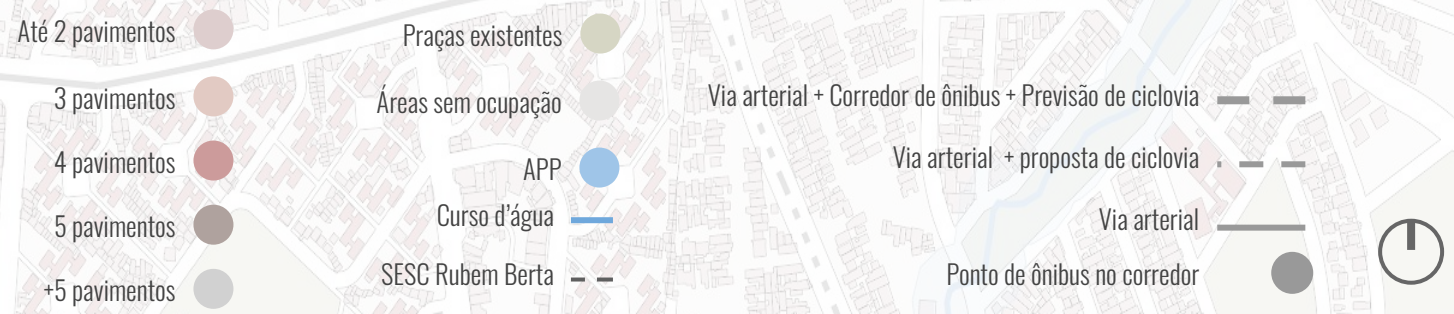 Até 2 pavimentos
3 pavimentos
4 pavimentos
5 pavimentos
+5 pavimentos
Praças existentes
Áreas sem ocupação
APP
Curso d'água
SESC Rubem Berta
Via arterial + Corredor de ônibus + Previsão de ciclovia
Via arterial + proposta de ciclovia
Via arterial
Ponto de ônibus no corredor